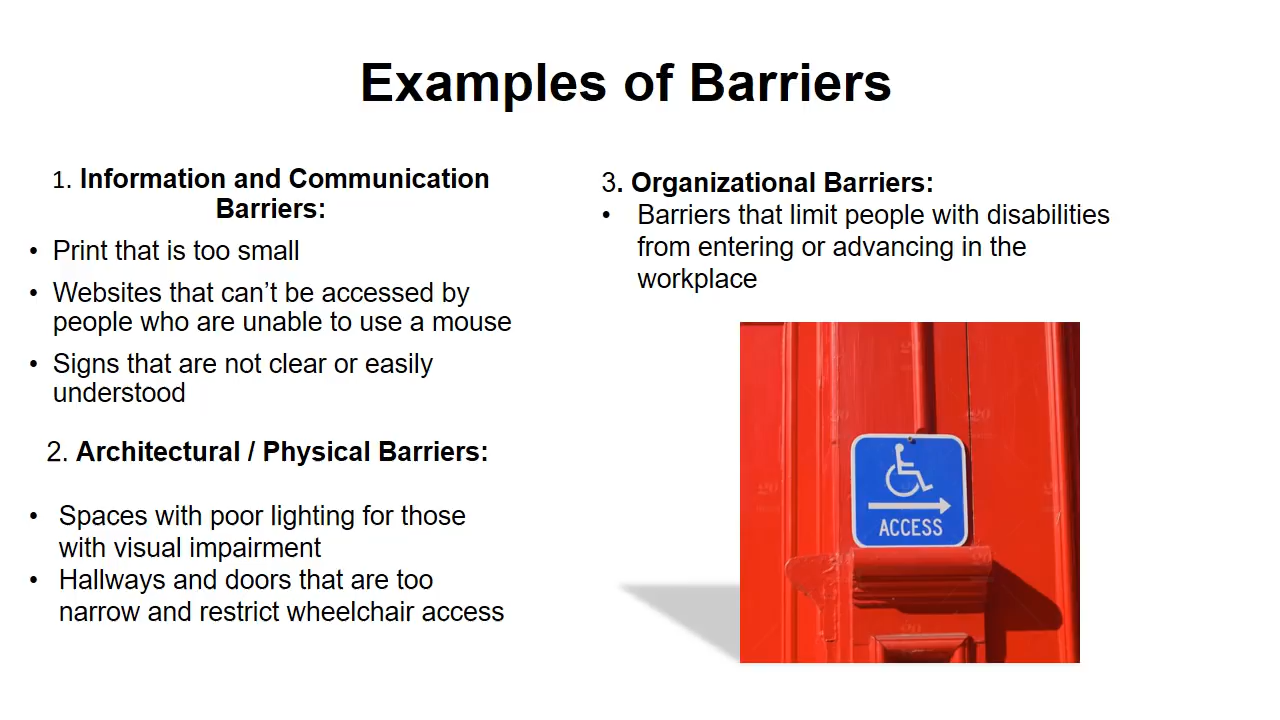 Examples of Barriers
1. Information and Communication
Barriers:
• Print that is too small
• Websites that can’t be accessed by
people who are unable to use a mouse
• Signs that are not clear or easily
understood
2. Architectural / Physical Barriers:
• Spaces with poor lighting for those
with visual impairment
• Hallways and doors that are too
narrow and restrict wheelchair access
3. Organizational Barriers:
• Barriers that limit people with disabilities
from entering or advancing in the
workplace
ACCESS